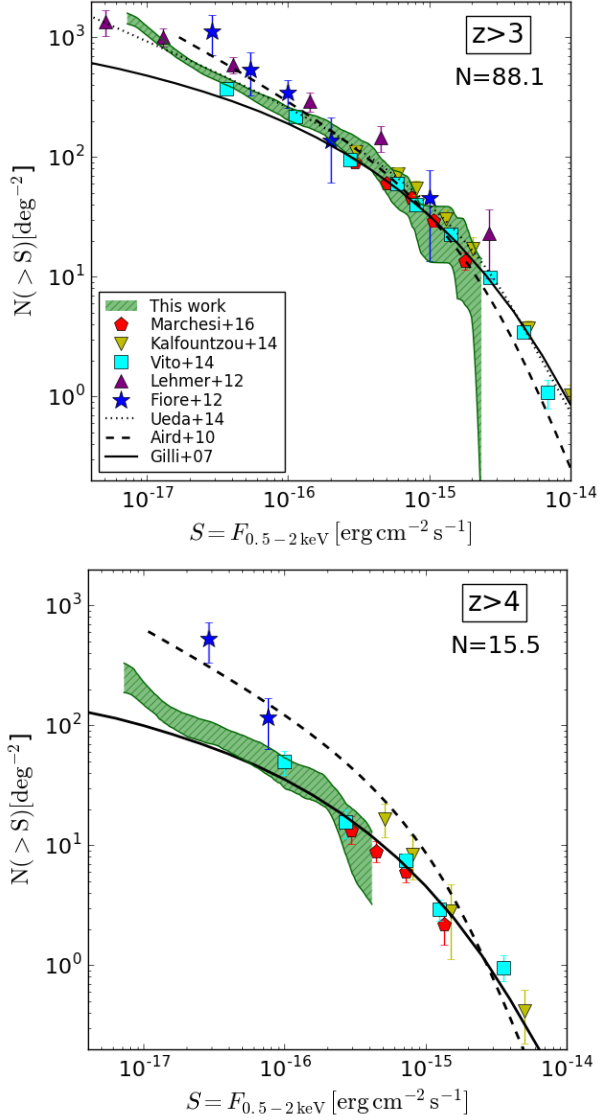 10³
10²
10¹
10⁰
N(> S)[deg⁻²]
z>3
N=88.1
This work
Marchesi+16
Kalfountzou+14
Vito+14
Lehmer+12
Fiore+12
Ueda+14
Aird+10
Gilli+07
10⁻¹⁷ 10⁻¹⁶ 10⁻¹⁵ 10⁻¹⁴
S = F₀.₅₋₂ ₖₑᵥ [erg cm⁻² s⁻¹]
10³
10²
10¹
10⁰
N(> S)[deg⁻²]
z>4
N=15.5
10⁻¹⁷ 10⁻¹⁶ 10⁻¹⁵ 10⁻¹⁴
S = F₀.₅₋₂ ₖₑᵥ [erg cm⁻² s⁻¹]